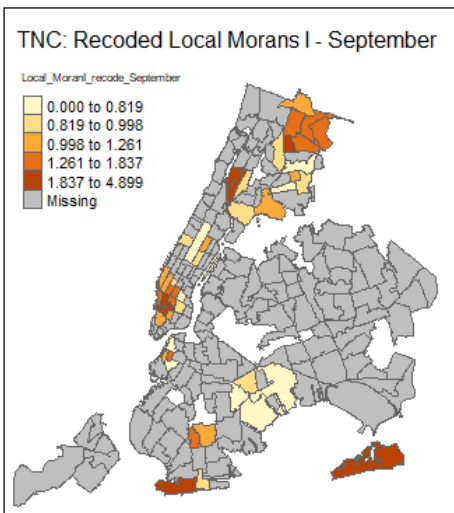 TNC: Recoded Local Morans I - September
Local_MoranI_recode_September
0.000 to 0.819
0.819 to 0.998
0.998 to 1.261
1.261 to 1.837
1.837 to 4.899
Missing